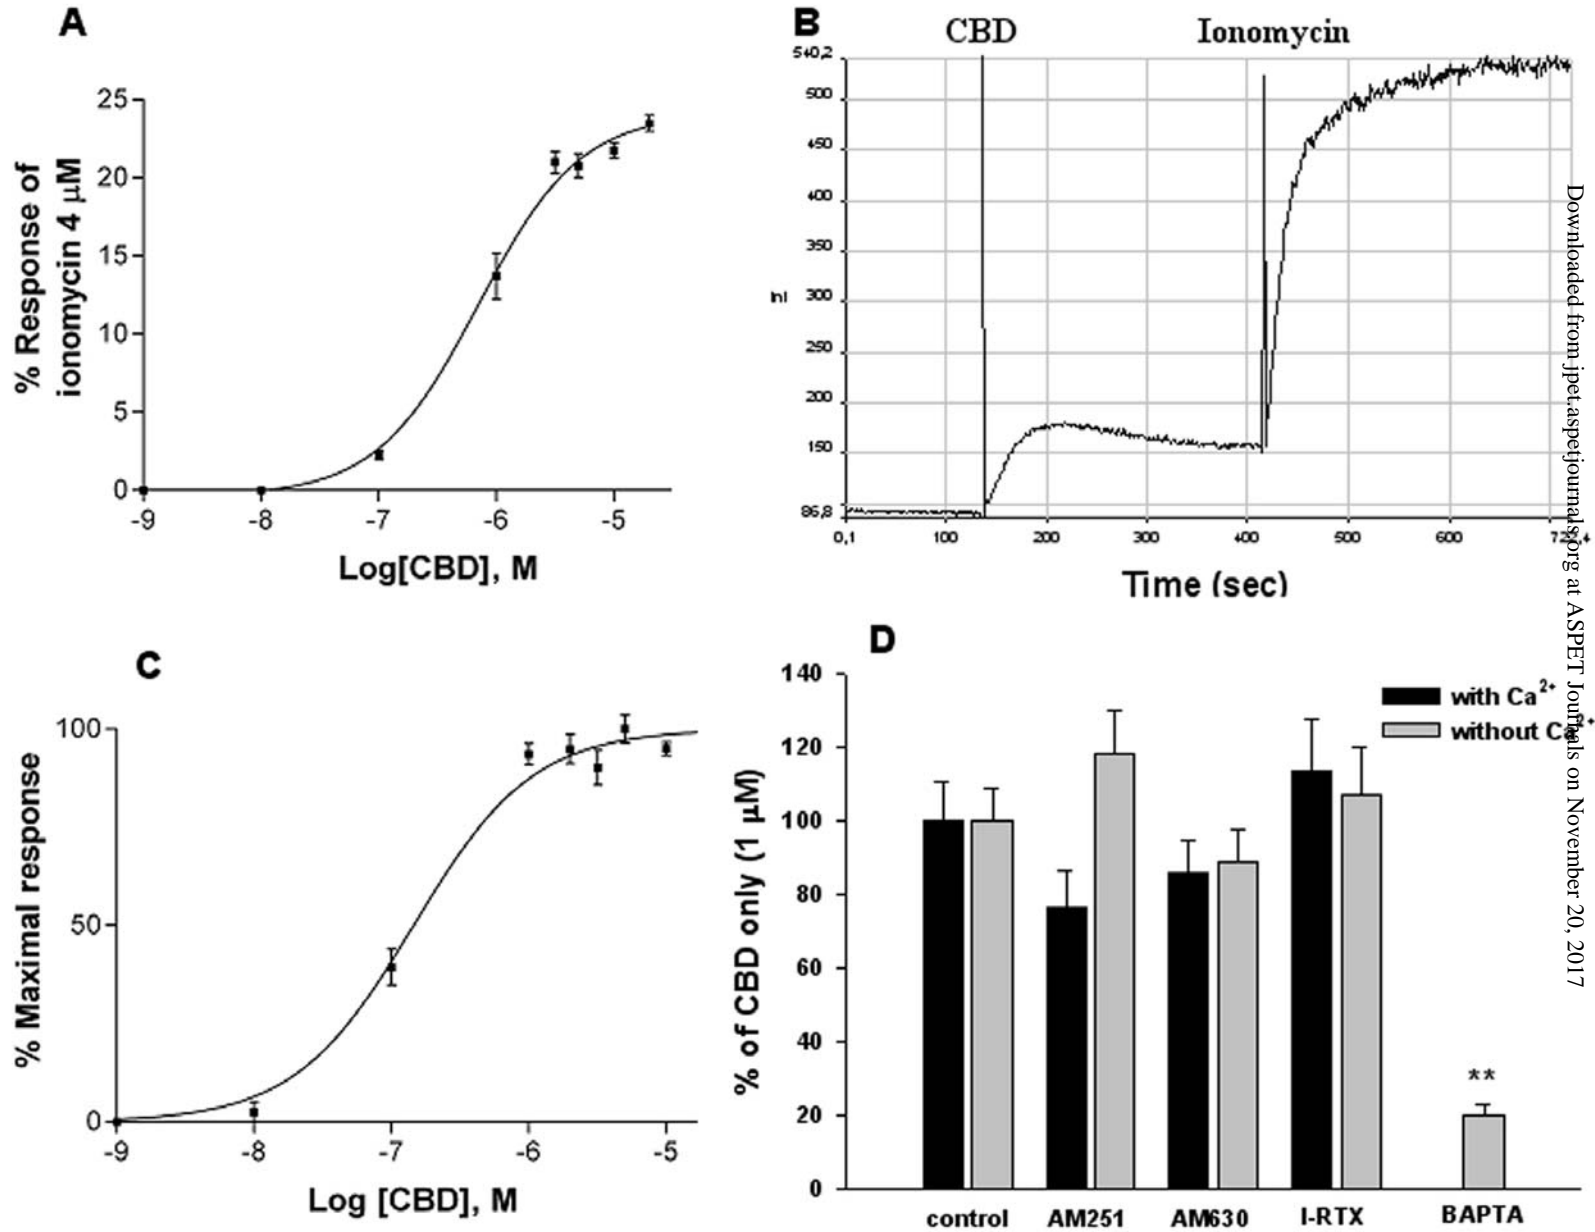 A
% Response of
ionomycin 4 µM
25
20
15
10
5
0
-9 -8 -7 -6 -5
Log[CBD], M
B
CBD Ionomycin
540,2
500
450
400
350
300
250
200
150
86,8
Int
0,1 100 200 300 400 500 600
Time (sec)
C
% Maximal response
100
50
0
-9 -8 -7 -6 -5
Log [CBD], M
D
% of CBD only (1 µM)
140
120
100
80
60
40
20
0
with Ca2+
without Ca2+
**
control AM251 AM630 I-RTX BAPTA
Downloaded from jpet.aspetjournals.org at ASPET Journals on November 20, 2017